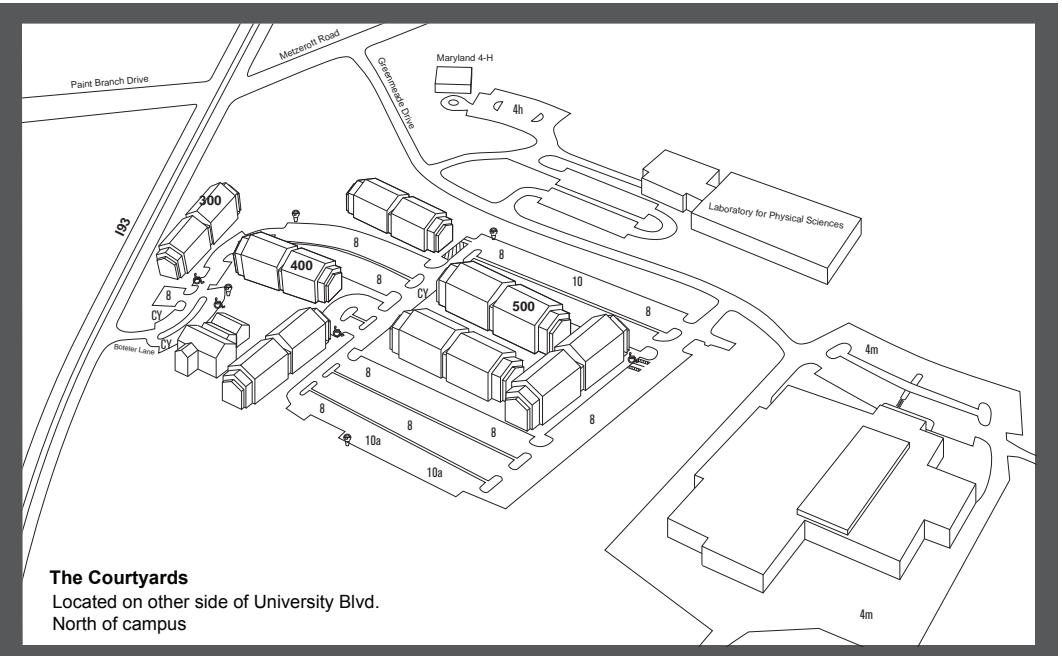 Metzerott Road
Maryland 4-H
Paint Branch Drive
Greenmeade Drive
4h
300
Laboratory for Physical Sciences
193
8
400
8
8
10
CY
8
CY
500
8
CY
Boteler Lane
4m
8
8
8
8
8
10a
10a
The Courtyards
Located on other side of University Blvd.
North of campus
4m